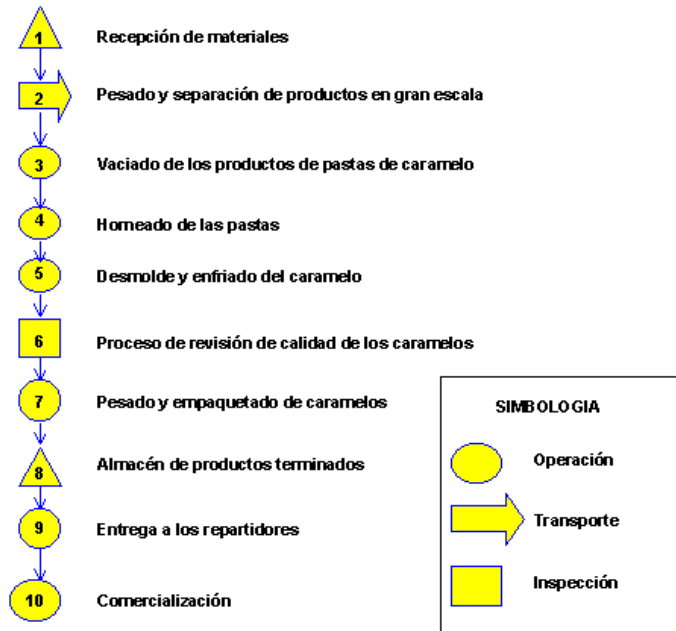 1 Recepción de materiales
2 Pesado y separación de productos en gran escala
3 Vaciado de los productos de pastas de caramelo
4 Horneado de las pastas
5 Desmolde y enfriado del caramelo
6 Proceso de revisión de calidad de los caramelos
7 Pesado y empaquetado de caramelos
8 Almacén de productos terminados
9 Entrega a los repartidores
10 Comercialización
SIMBOLOGIA
Operación
Transporte
Inspección